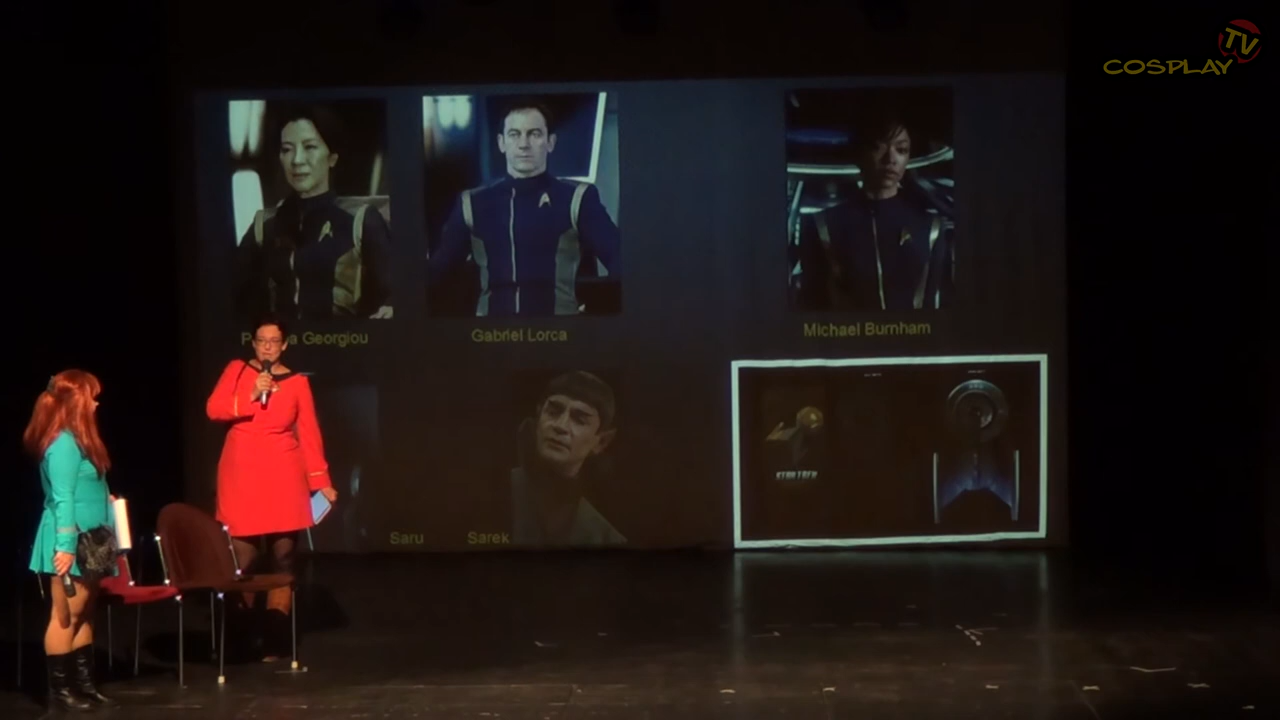 COSPLAY TV
Georgiou
Gabriel Lorca
Michael Burnham
STAR TREK
Saru
Sarek